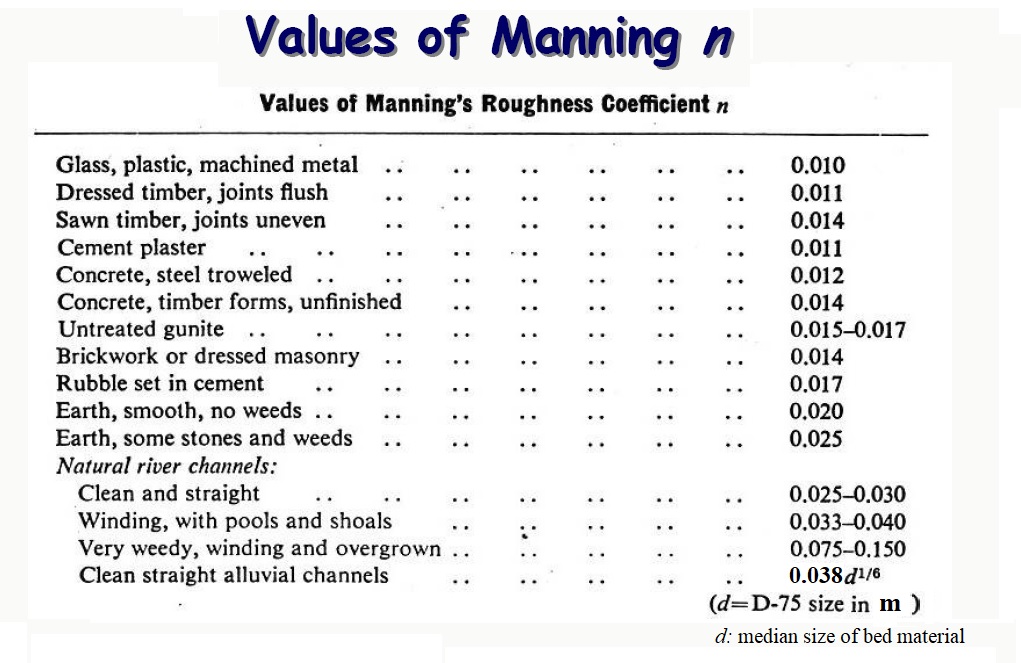 Values of Manning n
Values of Manning's Roughness Coefficient n
Glass, plastic, machined metal .. .. .. .. .. .. 0.010
Dressed timber, joints flush .. .. .. .. .. .. 0.011
Sawn timber, joints uneven .. .. .. .. .. .. 0.014
Cement plaster .. .. .. .. .. .. .. .. 0.011
Concrete, steel troweled .. .. .. .. .. .. .. 0.012
Concrete, timber forms, unfinished .. .. .. .. .. 0.014
Untreated gunite .. .. .. .. .. .. .. .. 0.015–0.017
Brickwork or dressed masonry .. .. .. .. .. .. 0.014
Rubble set in cement .. .. .. .. .. .. .. 0.017
Earth, smooth, no weeds .. .. .. .. .. .. .. 0.020
Earth, some stones and weeds .. .. .. .. .. .. 0.025
Natural river channels:
Clean and straight .. .. .. .. .. .. .. 0.025–0.030
Winding, with pools and shoals .. .. .. .. .. 0.033–0.040
Very weedy, winding and overgrown .. .. .. .. .. 0.075–0.150
Clean straight alluvial channels .. .. .. .. .. 0.038d^1/6
(d=D-75 size in m )
d: median size of bed material